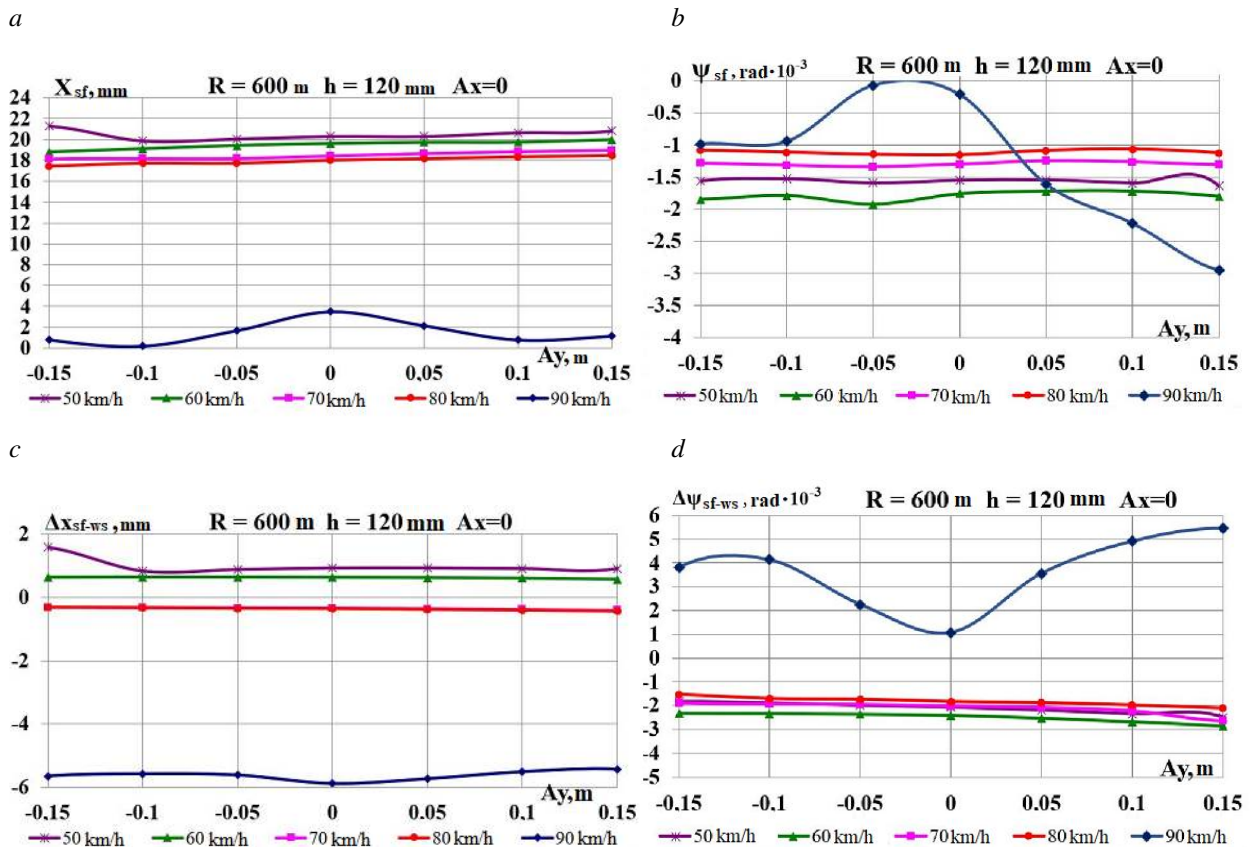 a
X sf, mm R = 600 m h = 120 mm Ax=0
24
22
20
18
16
14
12
10
8
6
4
2
0
Ay, m
-0.15 -0.1 -0.05 0 0.05 0.1 0.15
50 km/h 60 km/h 70 km/h 80 km/h 90 km/h
b
Ψ sf, rad·10-3 R = 600 m h = 120 mm Ax=0
0
-0.5
-1
-1.5
-2
-2.5
-3
-3.5
-4
Ay, m
-0.15 -0.1 -0.05 0 0.05 0.1 0.15
50 km/h 60 km/h 70 km/h 80 km/h 90 km/h
c
Δx sf-ws , mm R = 600 m h = 120 mm Ax=0
2
0
-2
-4
-6
Ay, m
-0.15 -0.1 -0.05 0 0.05 0.1 0.15
50 km/h 60 km/h 70 km/h 80 km/h 90 km/h
d
Δψ sf-ws , rad·10-3 R = 600 m h = 120 mm Ax=0
6
5
4
3
2
1
0
-1
-2
-3
-4
-5
Ay, m
-0.15 -0.1 -0.05 0 0.05 0.1 0.15
50 km/h 60 km/h 70 km/h 80 km/h 90 km/h